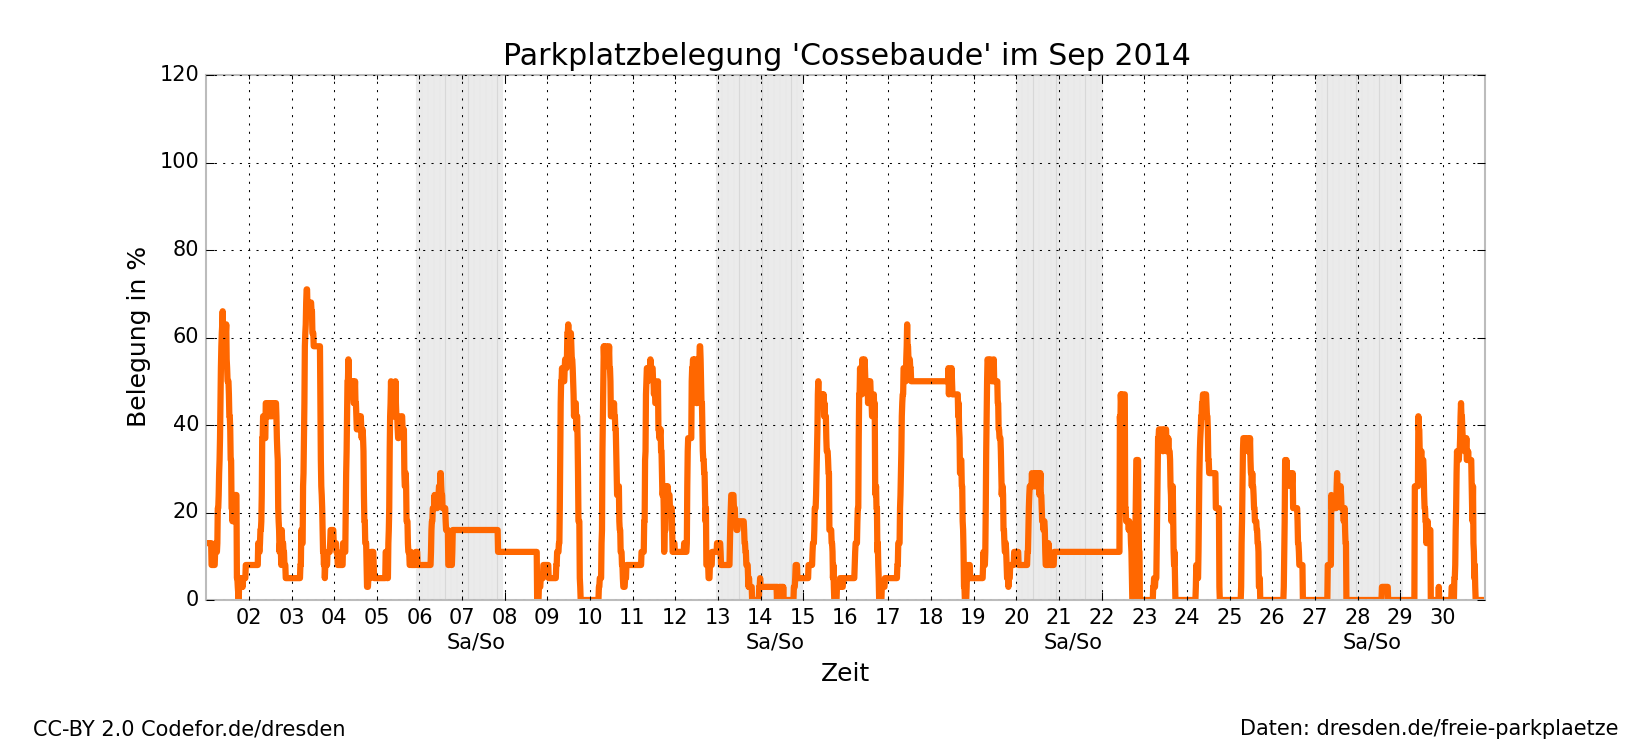 Parkplatzbelegung 'Cossebaude' im Sep 2014
120
100
80
60
40
20
0
Belegung in %
02 03 04 05 06 07 08 09 10 11 12 13 14 15 16 17 18 19 20 21 22 23 24 25 26 27 28 29 30
Sa/So Sa/So Sa/So Sa/So
Zeit
CC-BY 2.0 Codefor.de/dresden
Daten: dresden.de/freie-parkplaetze